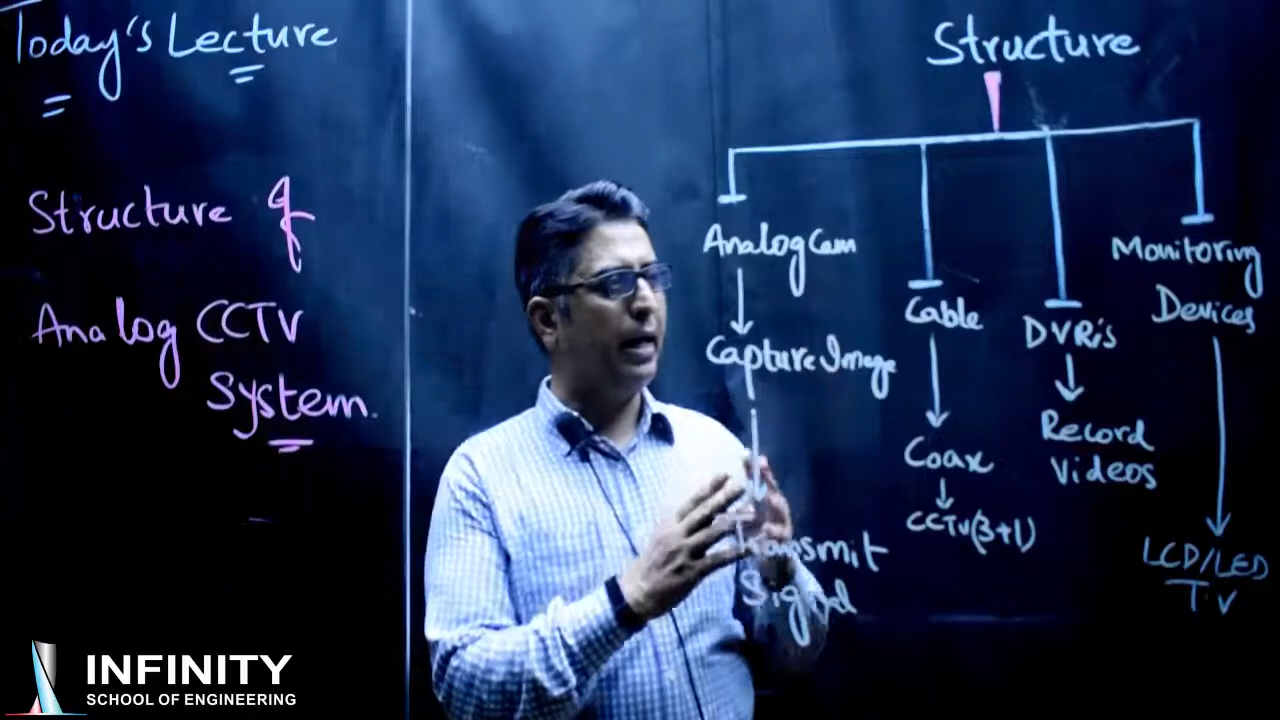 Today's Lecture
Structure of
Analog CCTV
System.
Structure
Analog Cam
Capture Image
Transmit
Signal
Cable
Coax
CCTV(3+1)
DVR's
Record
Videos
Monitoring
Devices
LCD/LED
TV
INFINITY
SCHOOL OF ENGINEERING